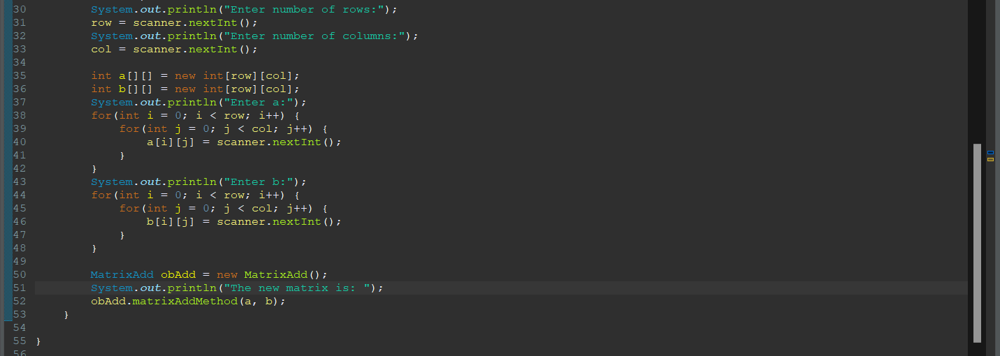 30 System.out.println("Enter number of rows:");
31 row = scanner.nextInt();
32 System.out.println("Enter number of columns:");
33 col = scanner.nextInt();
34
35 int a[][] = new int[row][col];
36 int b[][] = new int[row][col];
37 System.out.println("Enter a:");
38 for(int i = 0; i < row; i++) {
39 for(int j = 0; j < col; j++) {
40 a[i][j] = scanner.nextInt();
41 }
42 }
43 System.out.println("Enter b:");
44 for(int i = 0; i < row; i++) {
45 for(int j = 0; j < col; j++) {
46 b[i][j] = scanner.nextInt();
47 }
48 }
49
50 MatrixAdd obAdd = new MatrixAdd();
51 System.out.println("The new matrix is: ");
52 obAdd.matrixAddMethod(a, b);
53 }
54
55 }
56